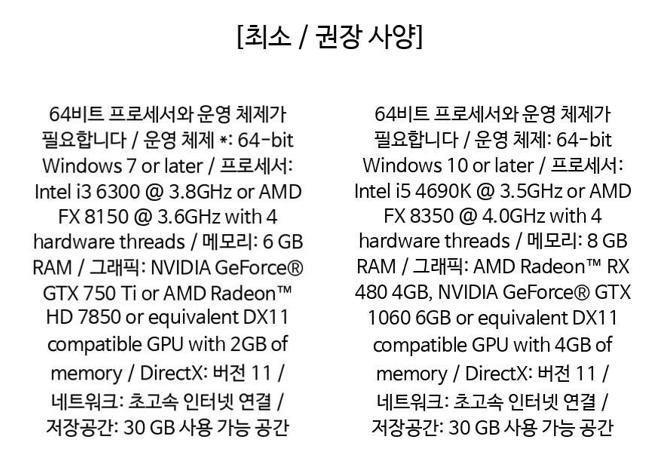 [최소 / 권장 사양]
64비트 프로세서와 운영 체제가
필요합니다 / 운영 체제 *: 64-bit
Windows 7 or later / 프로세서:
Intel i3 6300 @ 3.8GHz or AMD
FX 8150 @ 3.6GHz with 4
hardware threads / 메모리: 6 GB
RAM / 그래픽: NVIDIA GeForce®
GTX 750 Ti or AMD Radeon™
HD 7850 or equivalent DX11
compatible GPU with 2GB of
memory / DirectX: 버전 11 /
네트워크: 초고속 인터넷 연결 /
저장공간: 30 GB 사용 가능 공간
64비트 프로세서와 운영 체제가
필요합니다 / 운영 체제: 64-bit
Windows 10 or later / 프로세서:
Intel i5 4690K @ 3.5GHz or AMD
FX 8350 @ 4.0GHz with 4
hardware threads / 메모리: 8 GB
RAM / 그래픽: AMD Radeon™ RX
480 4GB, NVIDIA GeForce® GTX
1060 6GB or equivalent DX11
compatible GPU with 4GB of
memory / DirectX: 버전 11 /
네트워크: 초고속 인터넷 연결 /
저장공간: 30 GB 사용 가능 공간